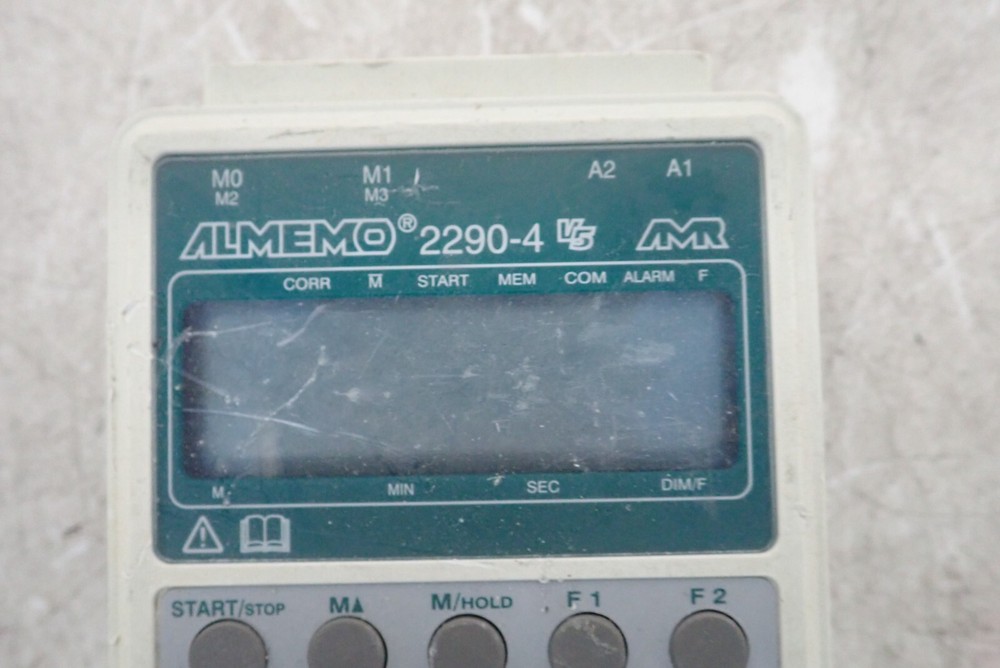 M0 M1 A2 A1
M2 M3
ALMEMO® 2290-4 V5 AMR
CORR M̅ START MEM COM ALARM F
M MIN SEC DIM/F
START/STOP M▲ M/HOLD F1 F2